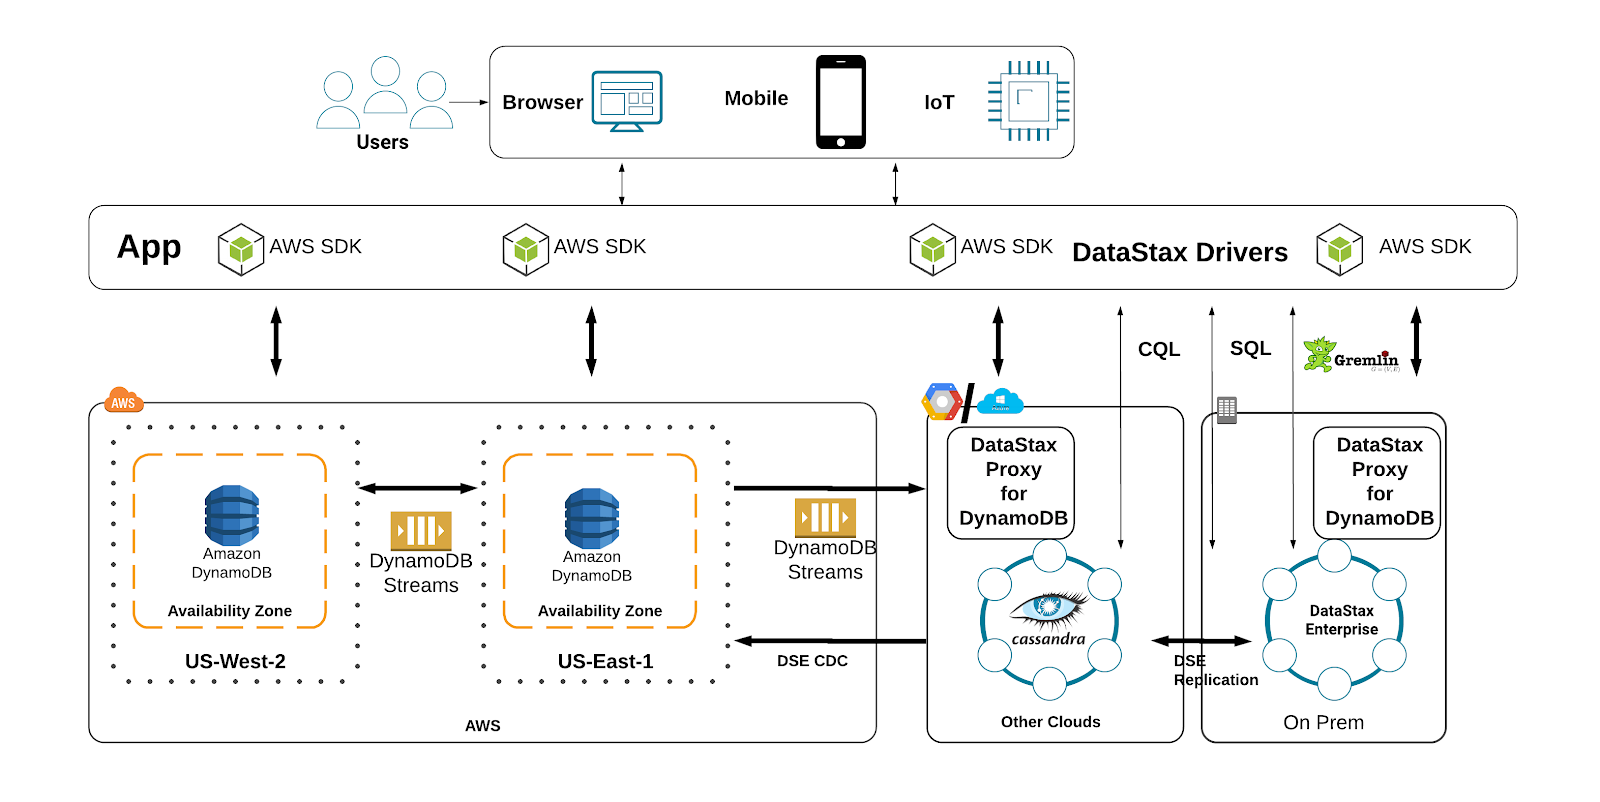 Users
Browser
Mobile
IoT
App
AWS SDK
AWS SDK
AWS SDK
DataStax Drivers
AWS SDK
CQL
SQL
Gremlin
G = (V, E)
AWS
Amazon
DynamoDB
Availability Zone
US-West-2
DynamoDB
Streams
Amazon
DynamoDB
Availability Zone
US-East-1
AWS
DynamoDB
Streams
DSE CDC
DataStax
Proxy
for
DynamoDB
cassandra
Other Clouds
DSE
Replication
DataStax
Proxy
for
DynamoDB
DataStax
Enterprise
On Prem